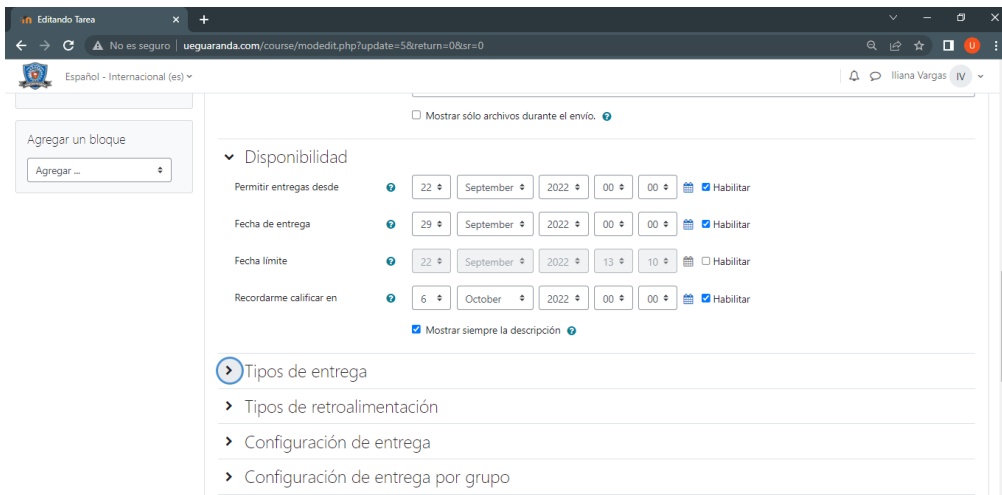 Editando Tarea
No es seguro | ueguaranda.com/course/modedit.php?update=5&return=0&sr=0
U
Español - Internacional (es)
Iliana Vargas IV
Mostrar sólo archivos durante el envío.
Agregar un bloque
Agregar ...
Disponibilidad
Permitir entregas desde 22 September 2022 00 00 Habilitar
Fecha de entrega 29 September 2022 00 00 Habilitar
Fecha límite 22 September 2022 13 10 Habilitar
Recordarme calificar en 6 October 2022 00 00 Habilitar
Mostrar siempre la descripción
Tipos de entrega
Tipos de retroalimentación
Configuración de entrega
Configuración de entrega por grupo